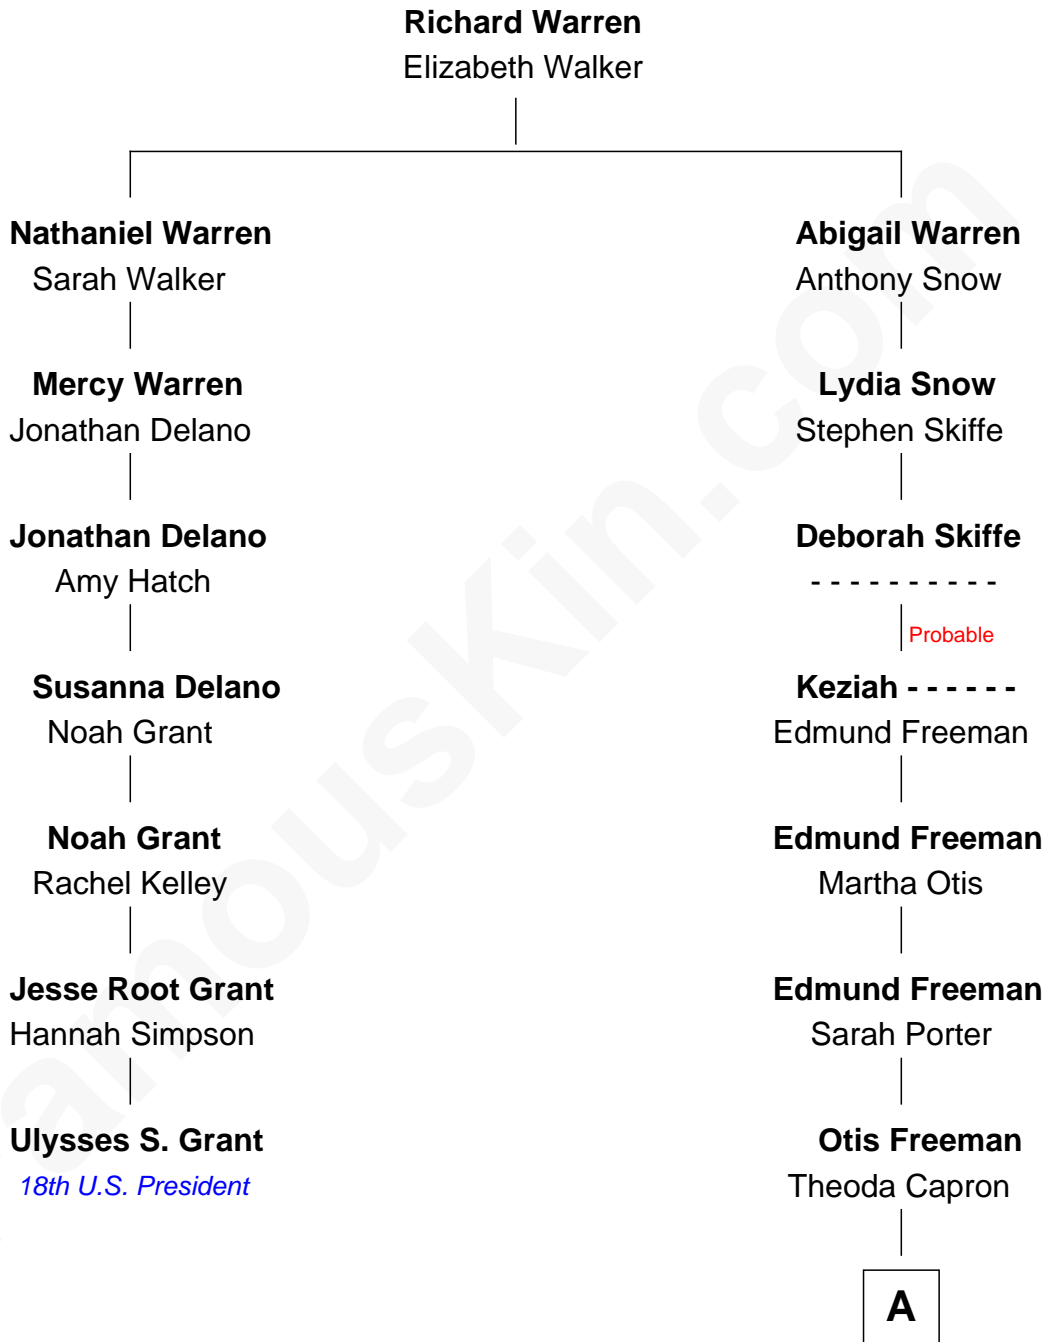 Richard Warren
Elizabeth Walker
Nathaniel Warren
Sarah Walker
Abigail Warren
Anthony Snow
Mercy Warren
Jonathan Delano
Lydia Snow
Stephen Skiffe
Jonathan Delano
Amy Hatch
Deborah Skiffe
- - - - - - - - - -
Probable
Susanna Delano
Noah Grant
Keziah - - - - - -
Edmund Freeman
Noah Grant
Rachel Kelley
Edmund Freeman
Martha Otis
Jesse Root Grant
Hannah Simpson
Edmund Freeman
Sarah Porter
Ulysses S. Grant
18th U.S. President
Otis Freeman
Theoda Capron
A
amouskin.com